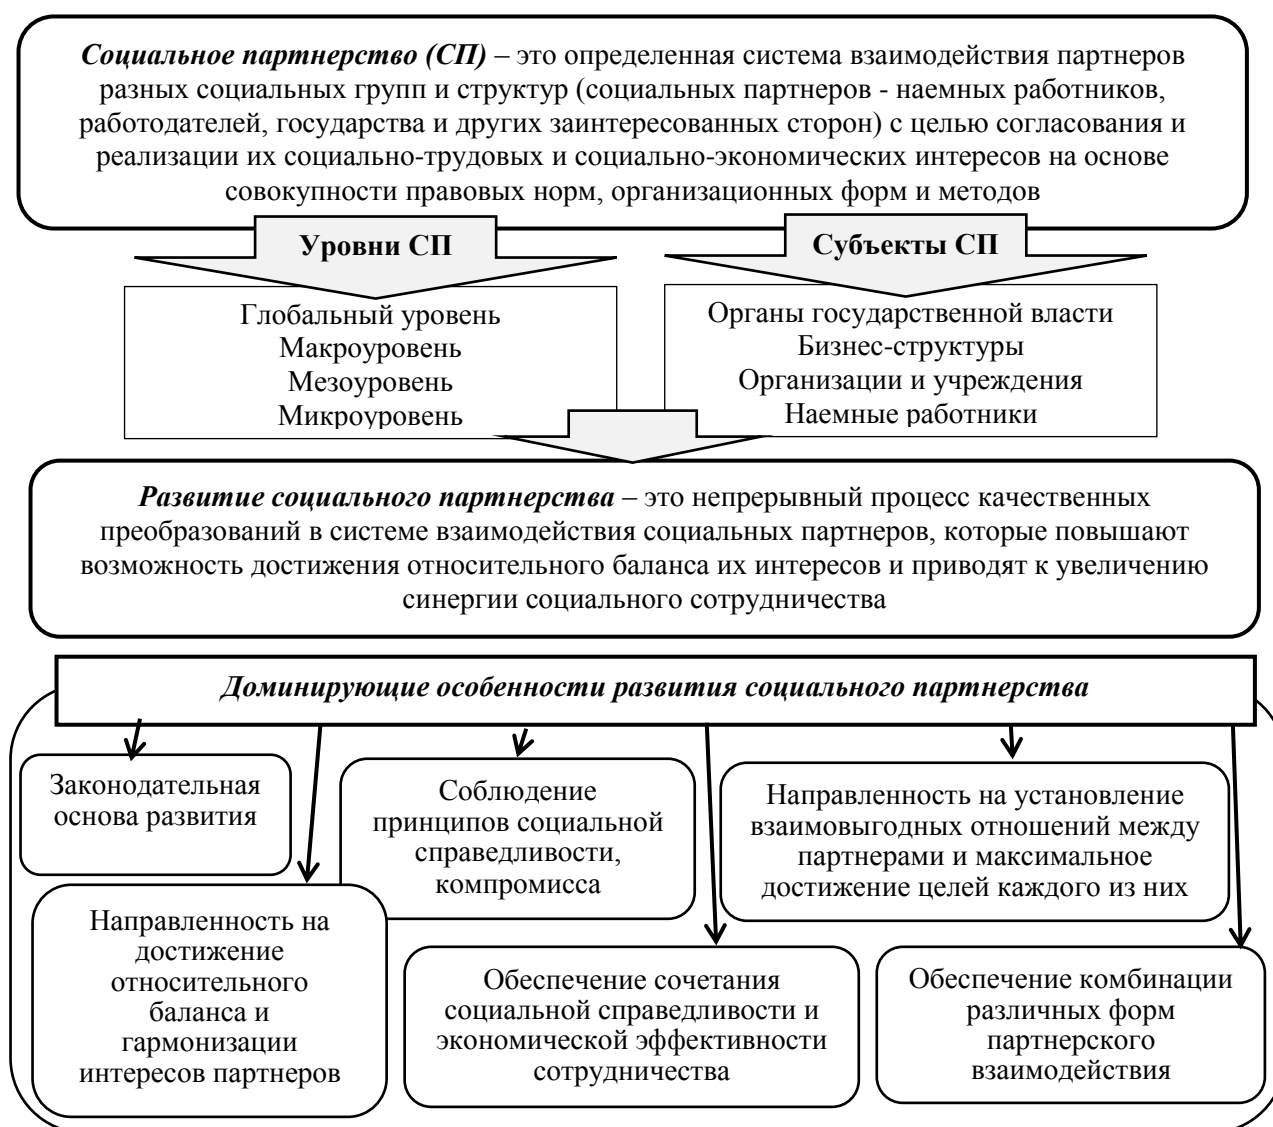 Социальное партнерство (СП) – это определенная система взаимодействия партнеров
разных социальных групп и структур (социальных партнеров - наемных работников,
работодателей, государства и других заинтересованных сторон) с целью согласования и
реализации их социально-трудовых и социально-экономических интересов на основе
совокупности правовых норм, организационных форм и методов
Уровни СП
Субъекты СП
Глобальный уровень
Макроуровень
Мезоуровень
Микроуровень
Органы государственной власти
Бизнес-структуры
Организации и учреждения
Наемные работники
Развитие социального партнерства – это непрерывный процесс качественных
преобразований в системе взаимодействия социальных партнеров, которые повышают
возможность достижения относительного баланса их интересов и приводят к увеличению
синергии социального сотрудничества
Доминирующие особенности развития социального партнерства
Законодательная
основа развития
Соблюдение
принципов социальной
справедливости,
компромисса
Направленность на установление
взаимовыгодных отношений между
партнерами и максимальное
достижение целей каждого из них
Направленность на
достижение
относительного
баланса и
гармонизации
интересов партнеров
Обеспечение сочетания
социальной справедливости и
экономической эффективности
сотрудничества
Обеспечение комбинации
различных форм
партнерского
взаимодействия